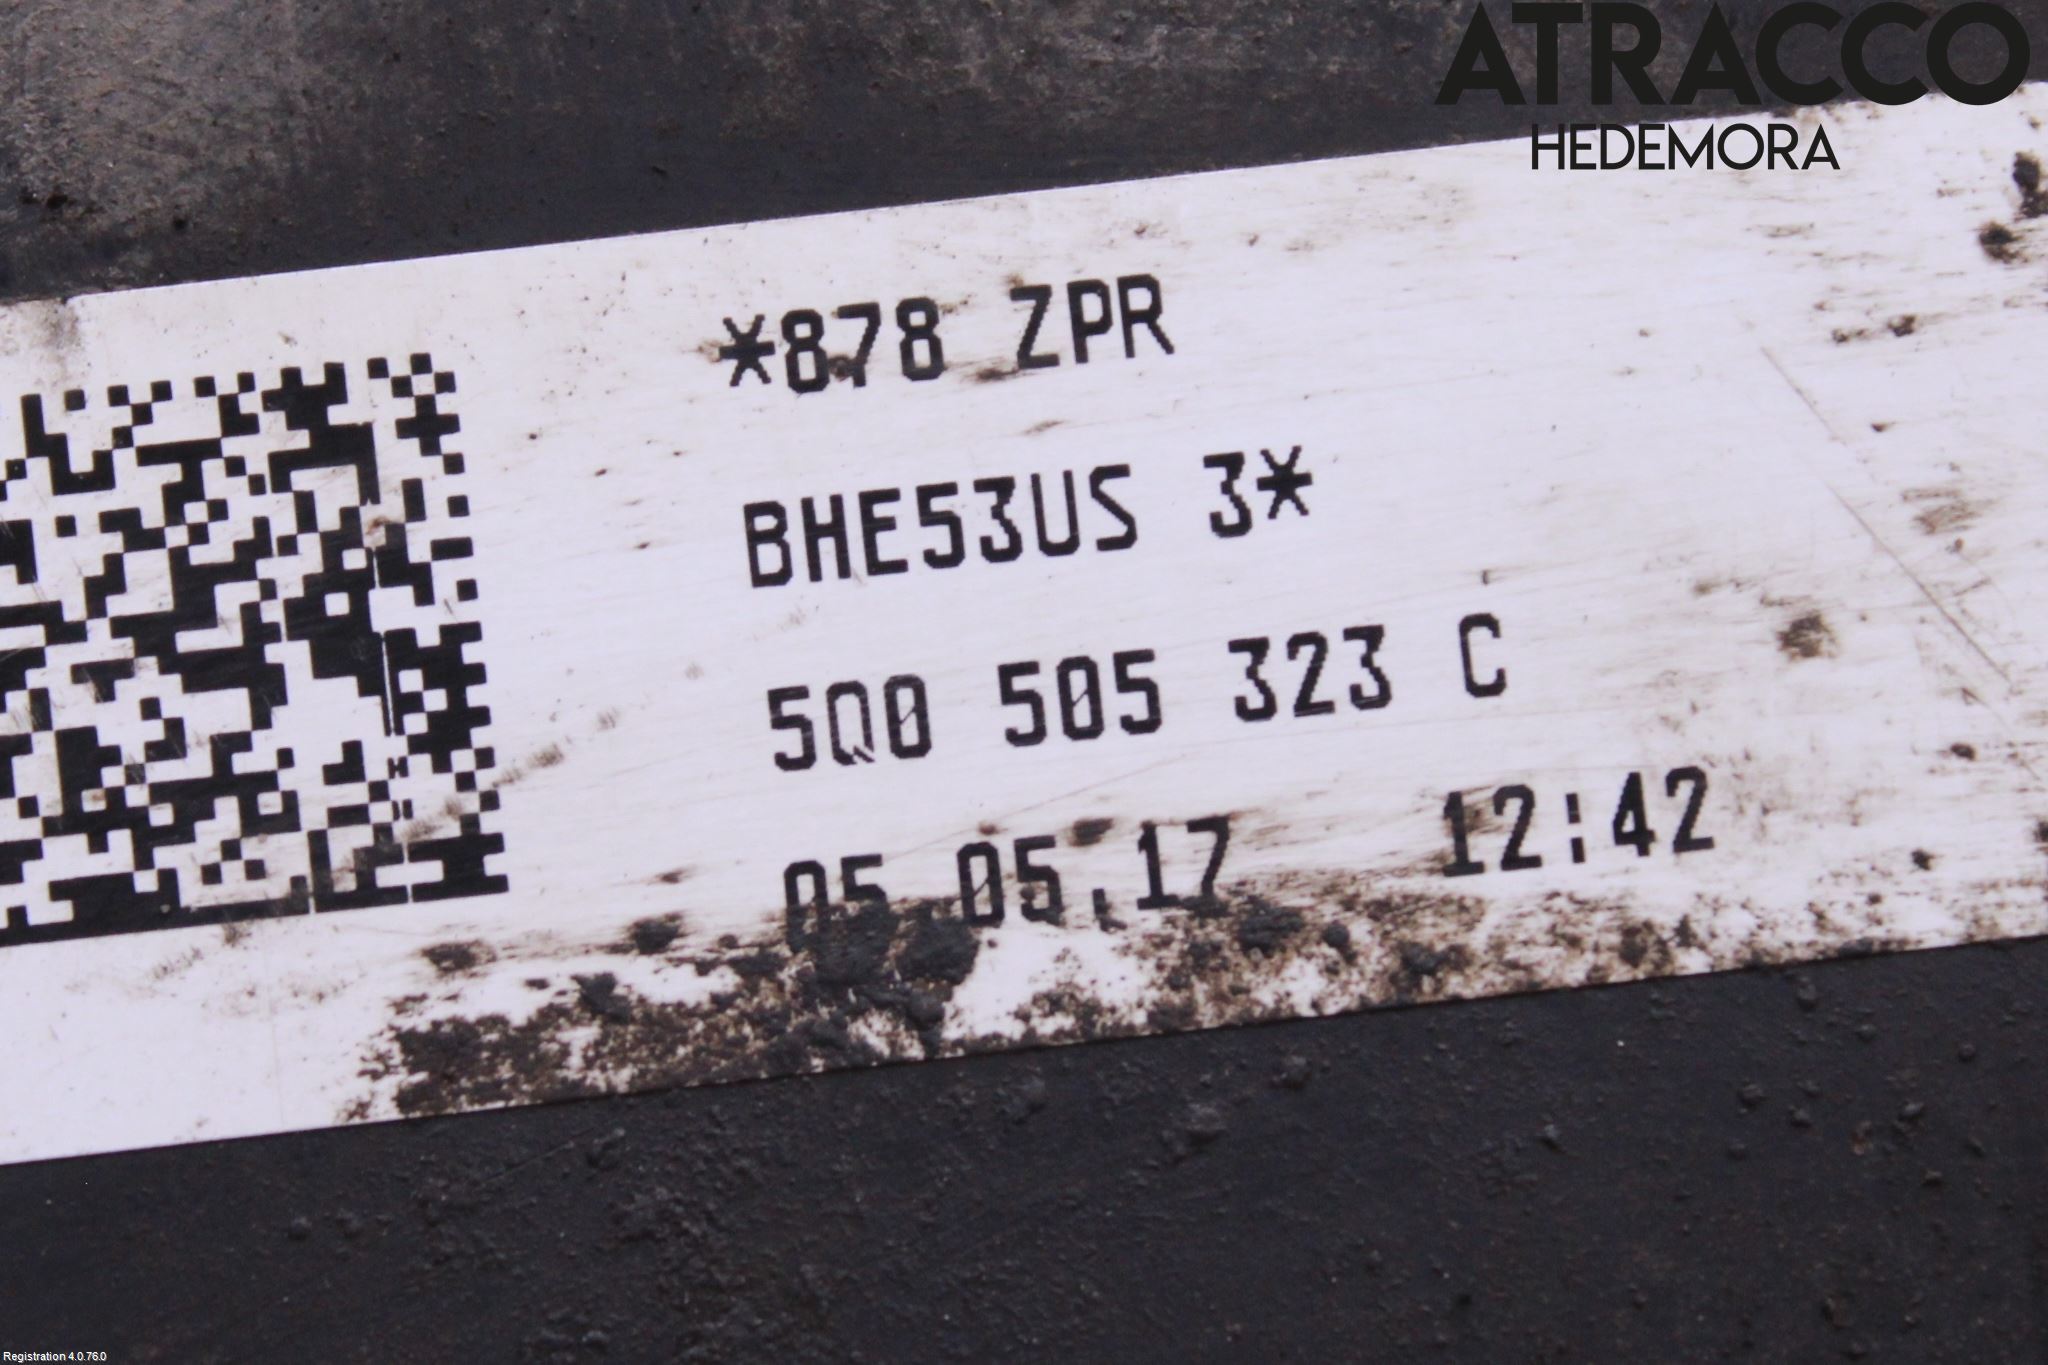 ATRACCO
HEDEMORA
*878 ZPR
BHE53US 3*
5Q0 505 323 C
05.05.17 12:42
Registration 4.0.76.0